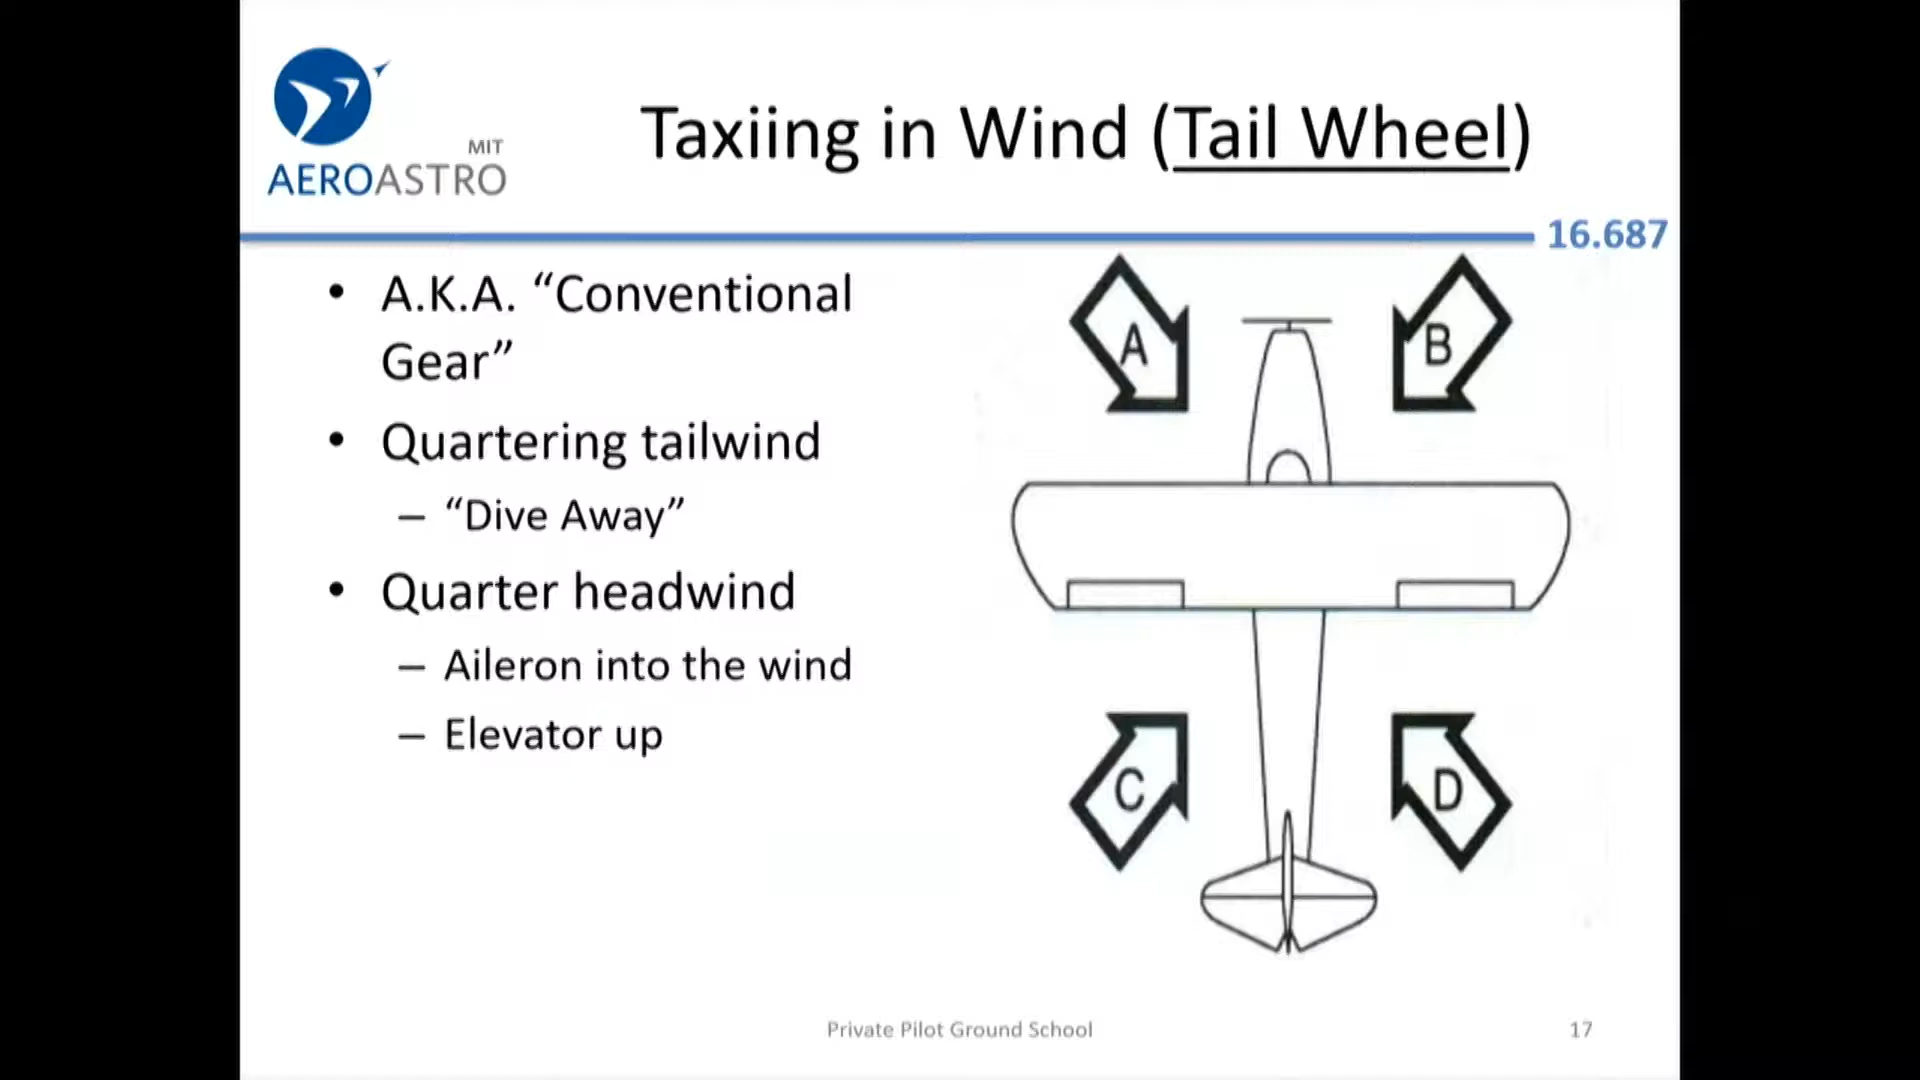 MIT
AEROASTRO
Taxiing in Wind (Tail Wheel)
16.687
• A.K.A. “Conventional
Gear”
• Quartering tailwind
– “Dive Away”
• Quarter headwind
– Aileron into the wind
– Elevator up
A
B
C
D
Private Pilot Ground School
17